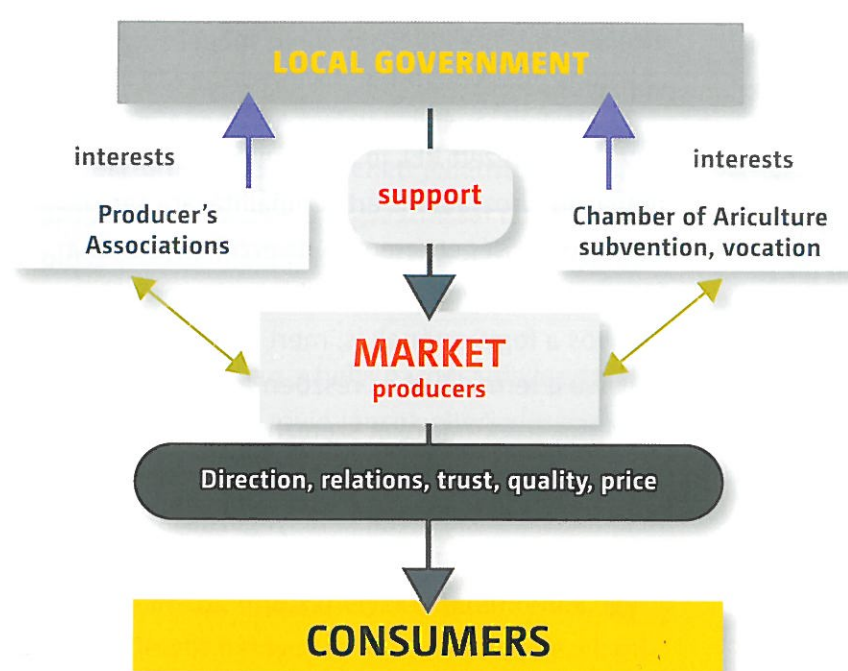 LOCAL GOVERNMENT
interests
interests
support
Producer's
Associations
Chamber of Ariculture
subvention, vocation
MARKET
producers
Direction, relations, trust, quality, price
CONSUMERS